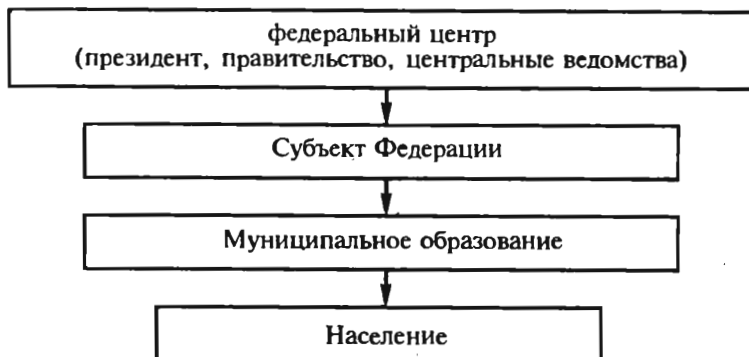 федеральный центр
(президент, правительство, центральные ведомства)
Субъект Федерации
Муниципальное образование
Население